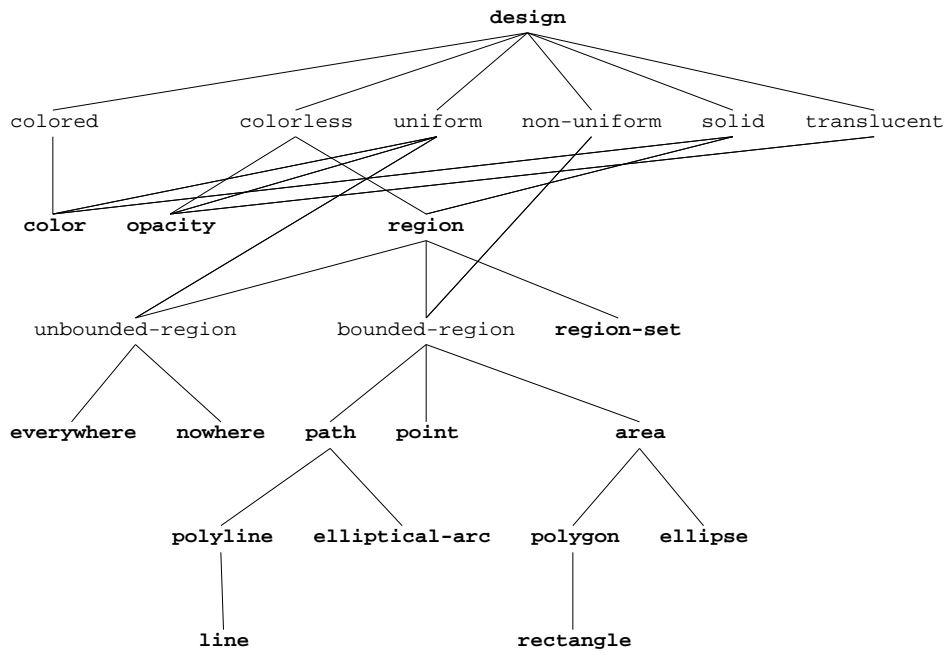 design
colored colorless uniform non-uniform solid translucent
color opacity region
unbounded-region bounded-region region-set
everywhere nowhere path point area
polyline elliptical-arc polygon ellipse
line rectangle